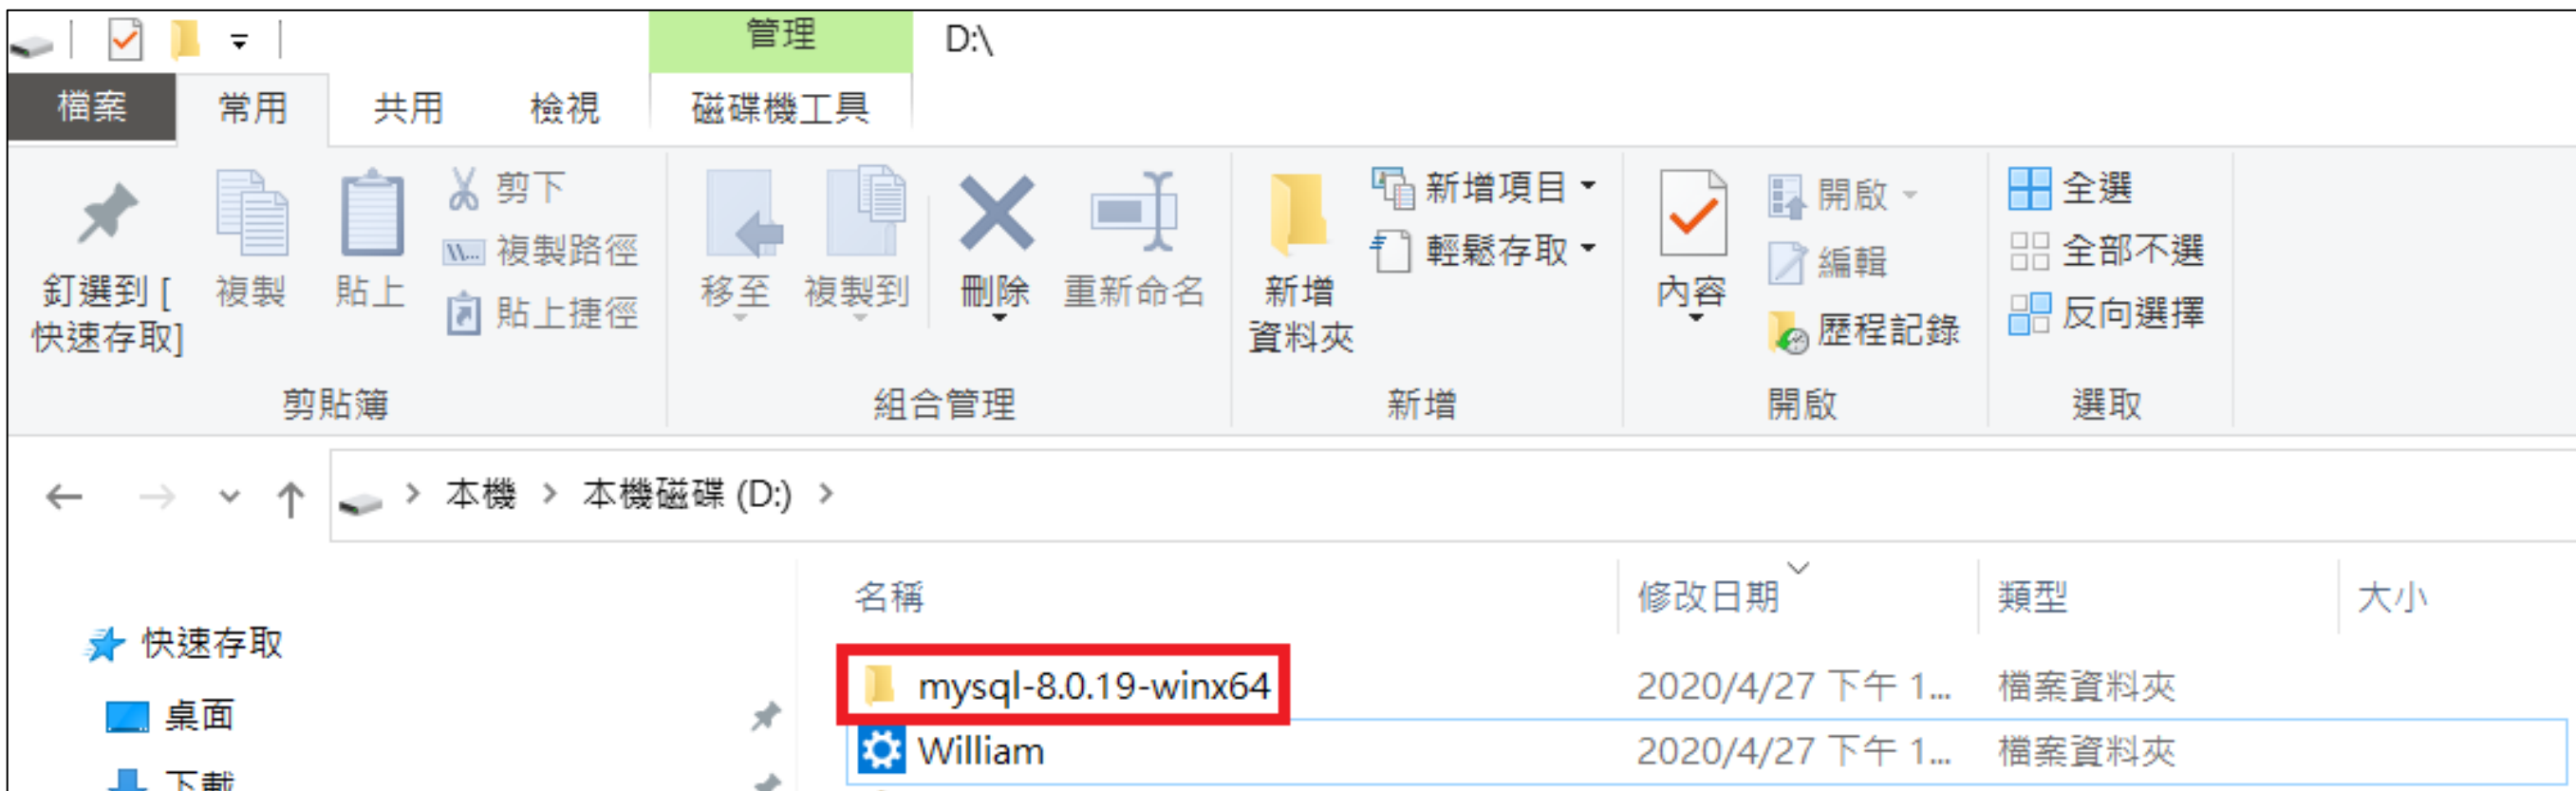 管理
D:\
檔案 常用 共用 檢視 磁碟機工具
釘選到 [
快速存取]
複製
貼上
剪下
複製路徑
貼上捷徑
剪貼簿
移至
複製到
刪除
重新命名
組合管理
新增
資料夾
新增項目
輕鬆存取
新增
內容
開啟
編輯
歷程記錄
開啟
全選
全部不選
反向選擇
選取
本機 > 本機磁碟 (D:) >
名稱 修改日期 類型 大小
快速存取
桌面
下載
mysql-8.0.19-winx64 2020/4/27 下午 1... 檔案資料夾
William 2020/4/27 下午 1... 檔案資料夾